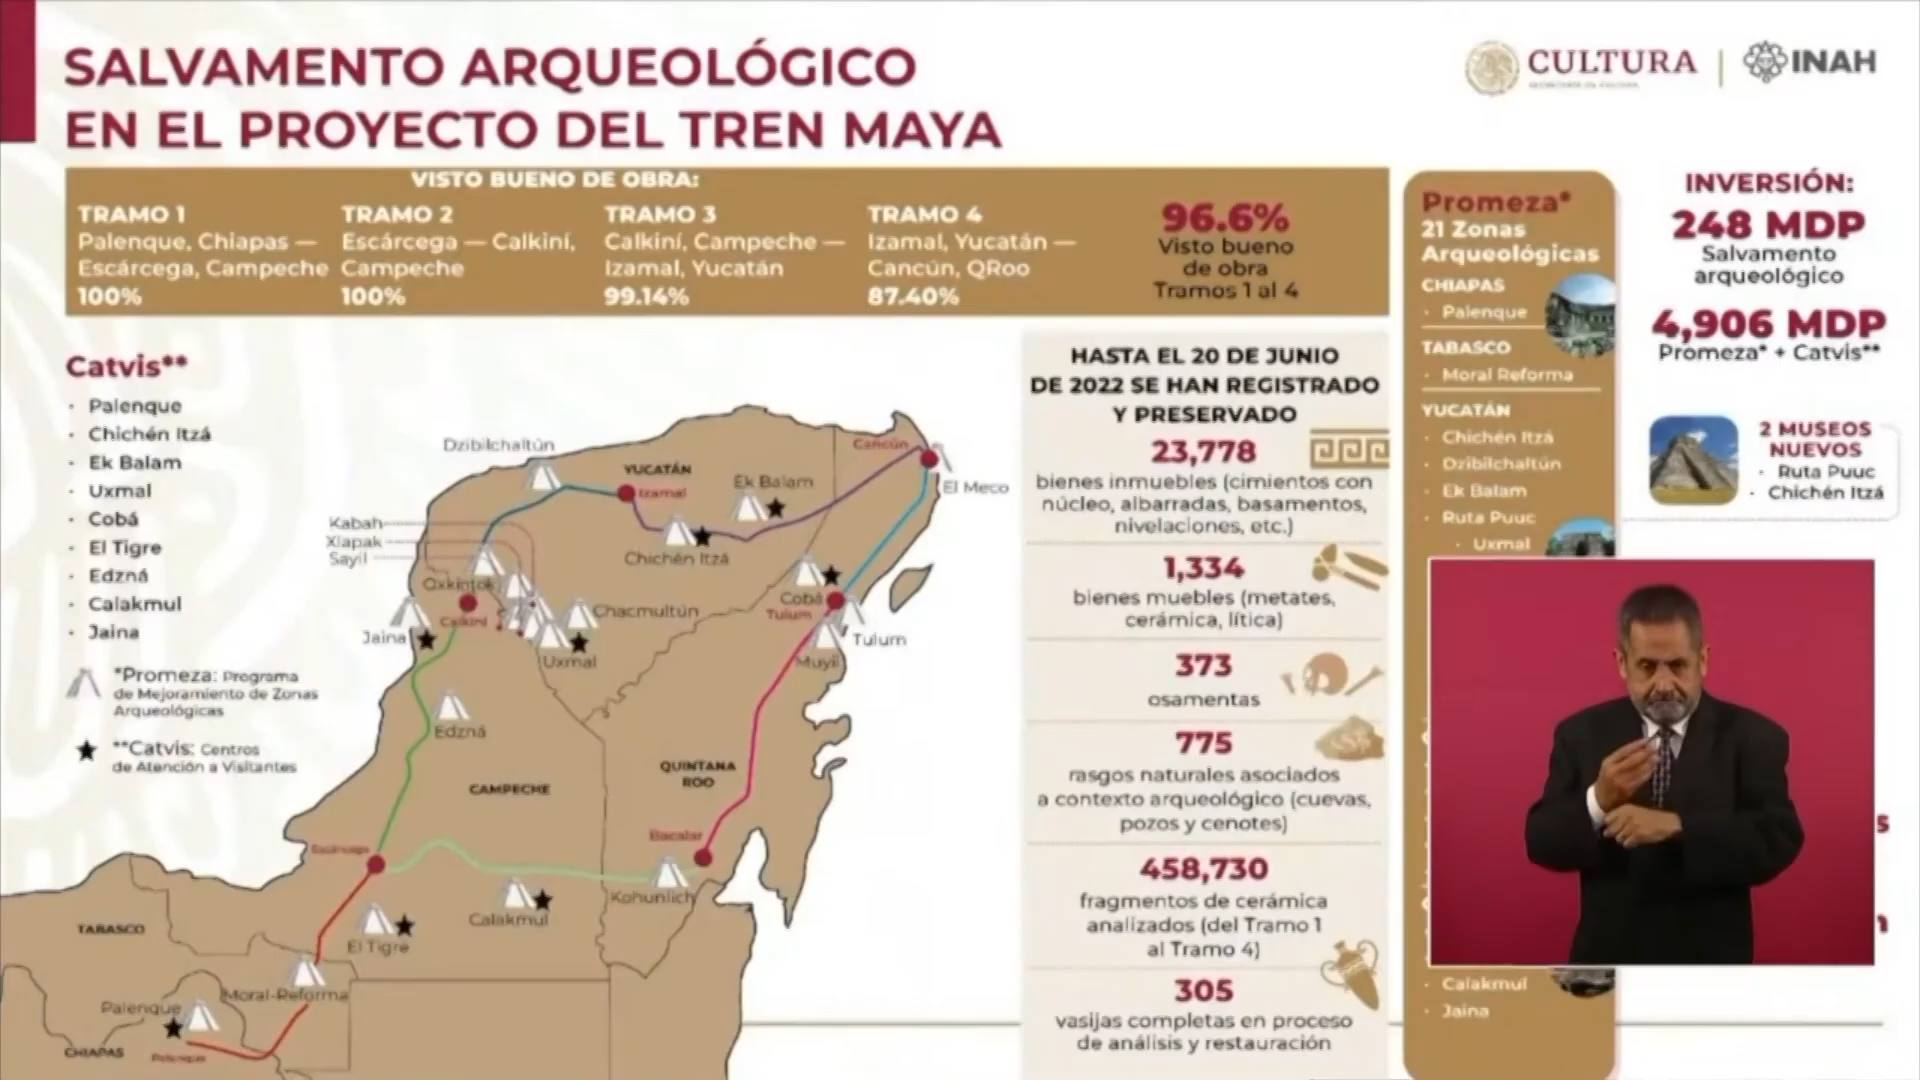 SALVAMENTO ARQUEOLÓGICO
EN EL PROYECTO DEL TREN MAYA
CULTURA
INAH
VISTO BUENO DE OBRA:
TRAMO 1
Palenque, Chiapas —
Escárcega, Campeche
100%
TRAMO 2
Escárcega — Calkiní,
Campeche
100%
TRAMO 3
Calkiní, Campeche —
Izamal, Yucatán
99.14%
TRAMO 4
Izamal, Yucatán —
Cancún, QRoo
87.40%
96.6%
Visto bueno
de obra
Tramos 1 al 4
Catvis**
· Palenque
· Chichén Itzá
· Ek Balam
· Uxmal
· Cobá
· El Tigre
· Edzná
· Calakmul
· Jaina
*Promeza: Programa
de Mejoramiento de Zonas
Arqueológicas
**Catvis: Centros
de Atención a Visitantes
Dzibilchaltún
YUCATÁN
Izamal
Ek Balam
Cancún
El Meco
Kabah
Xlapak
Sayil
Chichén Itzá
Oxkintok
Calkiní
Chacmultún
Cobá
Tulum
Tulum
Jaina
Uxmal
Muyil
Edzná
CAMPECHE
QUINTANA
ROO
Escárcega
Bacalar
Kohunlich
Calakmul
El Tigre
TABASCO
Moral-Reforma
Palenque
CHIAPAS
Palenque
HASTA EL 20 DE JUNIO
DE 2022 SE HAN REGISTRADO
Y PRESERVADO
23,778
bienes inmuebles (cimientos con
núcleo, albarradas, basamentos,
nivelaciones, etc.)
1,334
bienes muebles (metates,
cerámica, lítica)
373
osamentas
775
rasgos naturales asociados
a contexto arqueológico (cuevas,
pozos y cenotes)
458,730
fragmentos de cerámica
analizados (del Tramo 1
al Tramo 4)
305
vasijas completas en proceso
de análisis y restauración
Promeza*
21 Zonas
Arqueológicas
CHIAPAS
· Palenque
TABASCO
· Moral Reforma
YUCATÁN
· Chichén Itzá
· Dzibilchaltún
· Ek Balam
· Ruta Puuc
· Uxmal
· Calakmul
· Jaina
INVERSIÓN:
248 MDP
Salvamento
arqueológico
4,906 MDP
Promeza* + Catvis**
2 MUSEOS
NUEVOS
· Ruta Puuc
· Chichén Itzá